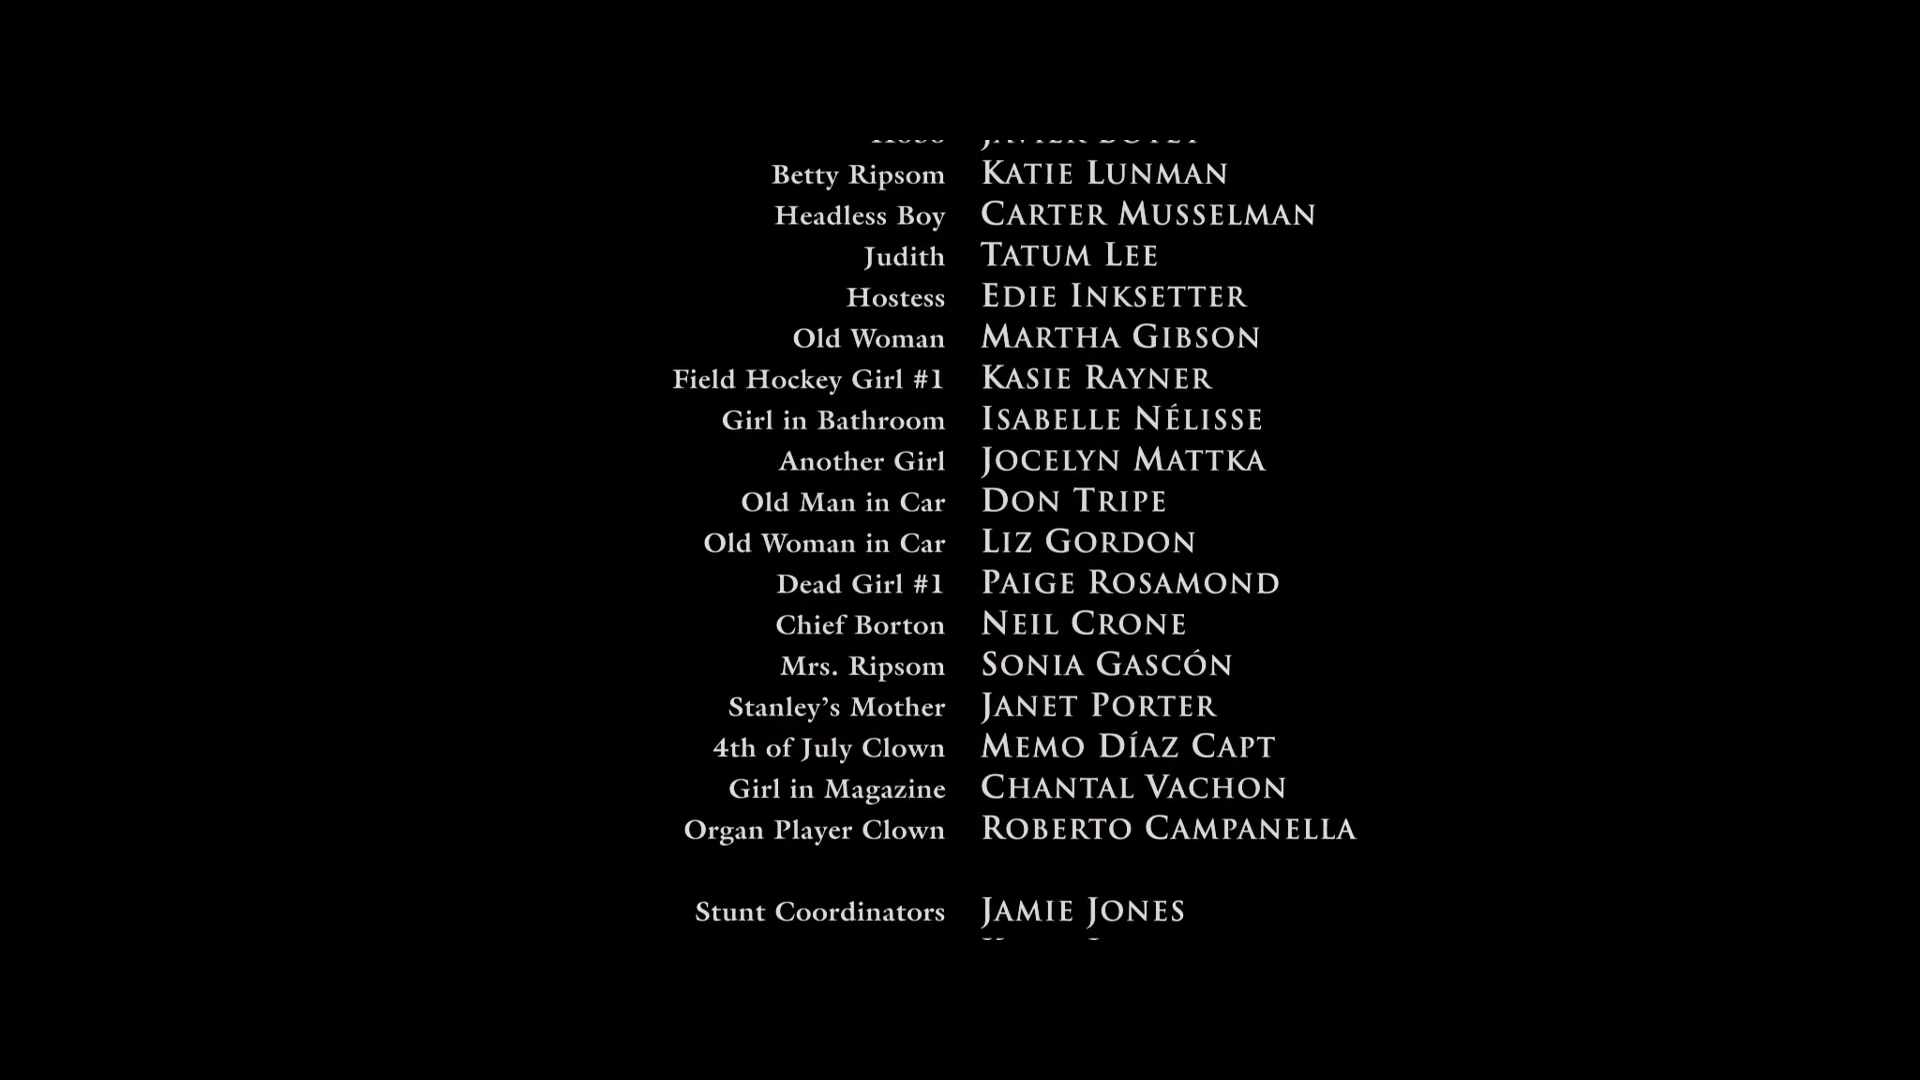 Betty Ripsom KATIE LUNMAN
Headless Boy CARTER MUSSELMAN
Judith TATUM LEE
Hostess EDIE INKSETTER
Old Woman MARTHA GIBSON
Field Hockey Girl #1 KASIE RAYNER
Girl in Bathroom ISABELLE NÉLISSE
Another Girl JOCELYN MATTKA
Old Man in Car DON TRIPE
Old Woman in Car LIZ GORDON
Dead Girl #1 PAIGE ROSAMOND
Chief Borton NEIL CRONE
Mrs. Ripsom SONIA GASCÓN
Stanley’s Mother JANET PORTER
4th of July Clown MEMO DÍAZ CAPT
Girl in Magazine CHANTAL VACHON
Organ Player Clown ROBERTO CAMPANELLA
Stunt Coordinators JAMIE JONES